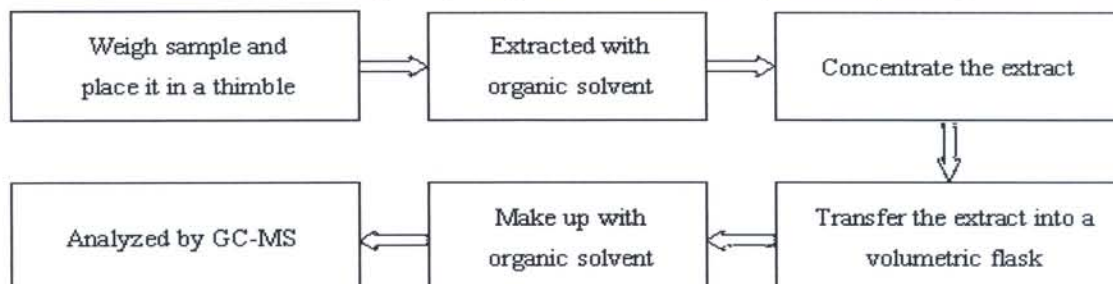 Weigh sample and
place it in a thimble
Extracted with
organic solvent
Concentrate the extract
Transfer the extract into a
volumetric flask
Make up with
organic solvent
Analyzed by GC-MS